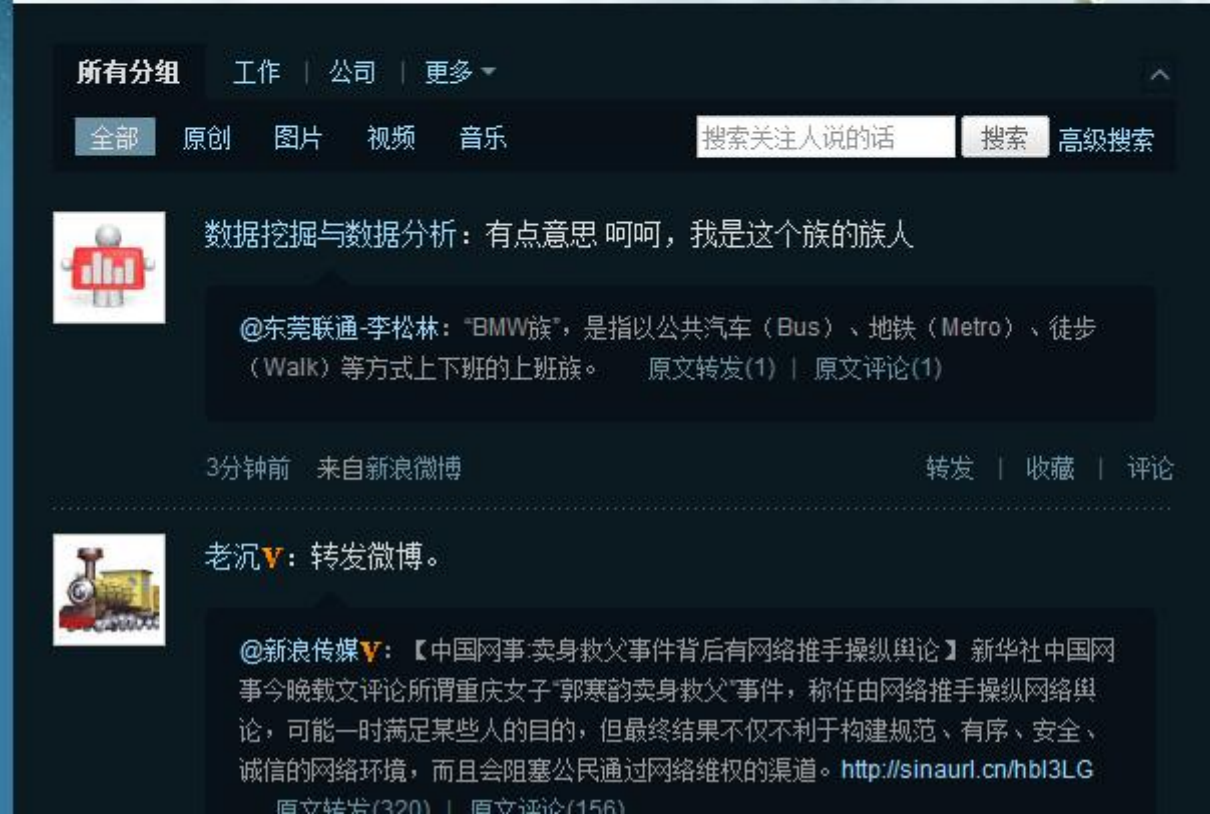 所有分组 工作 | 公司 | 更多
全部 原创 图片 视频 音乐 搜索关注人说的话 搜索 高级搜索
数据挖掘与数据分析：有点意思 呵呵，我是这个族的族人
@东莞联通-李松林：“BMW族”，是指以公共汽车（Bus）、地铁（Metro）、徒步
（Walk）等方式上下班的上班族。 原文转发(1) | 原文评论(1)
3分钟前 来自新浪微博 转发 | 收藏 | 评论
老沉V：转发微博。
@新浪传媒V：【中国网事:卖身救父事件背后有网络推手操纵舆论】新华社中国网
事今晚载文评论所谓重庆女子“郭寒韵卖身救父”事件，称任由网络推手操纵网络舆
论，可能一时满足某些人的目的，但最终结果不仅不利于构建规范、有序、安全、
诚信的网络环境，而且会阻塞公民通过网络维权的渠道。http://sinaurl.cn/hbl3LG
原文转发(320) | 原文评论(156)